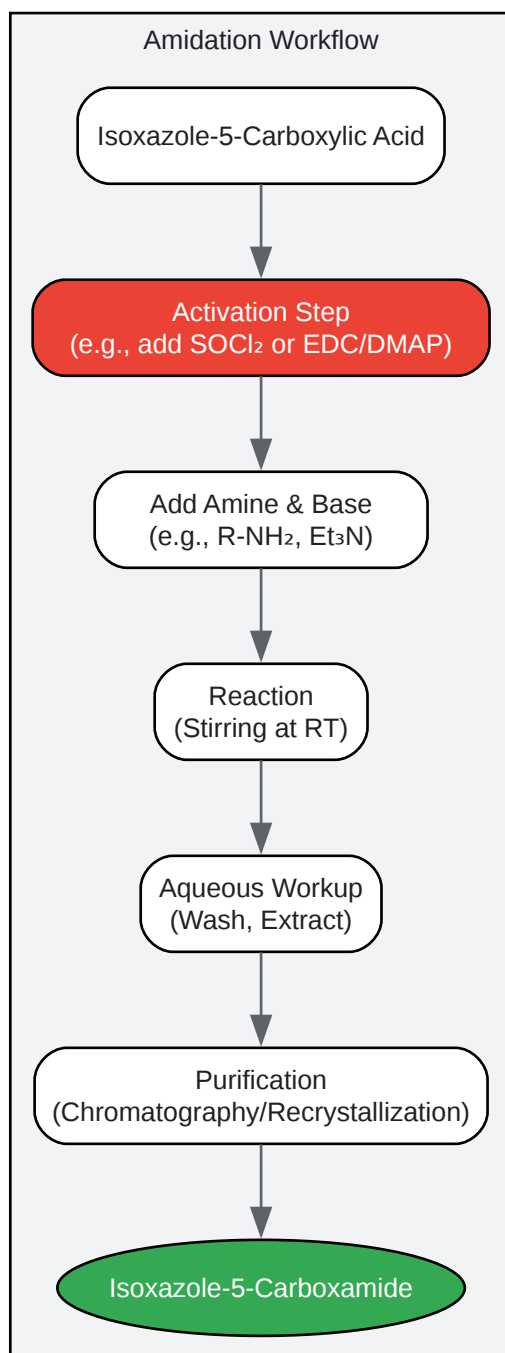 Amidation Workflow
Isoxazole-5-Carboxylic Acid
Activation Step
(e.g., add SOCl₂ or EDC/DMAP)
Add Amine & Base
(e.g., R-NH₂, Et₃N)
Reaction
(Stirring at RT)
Aqueous Workup
(Wash, Extract)
Purification
(Chromatography/Recrystallization)
Isoxazole-5-Carboxamide